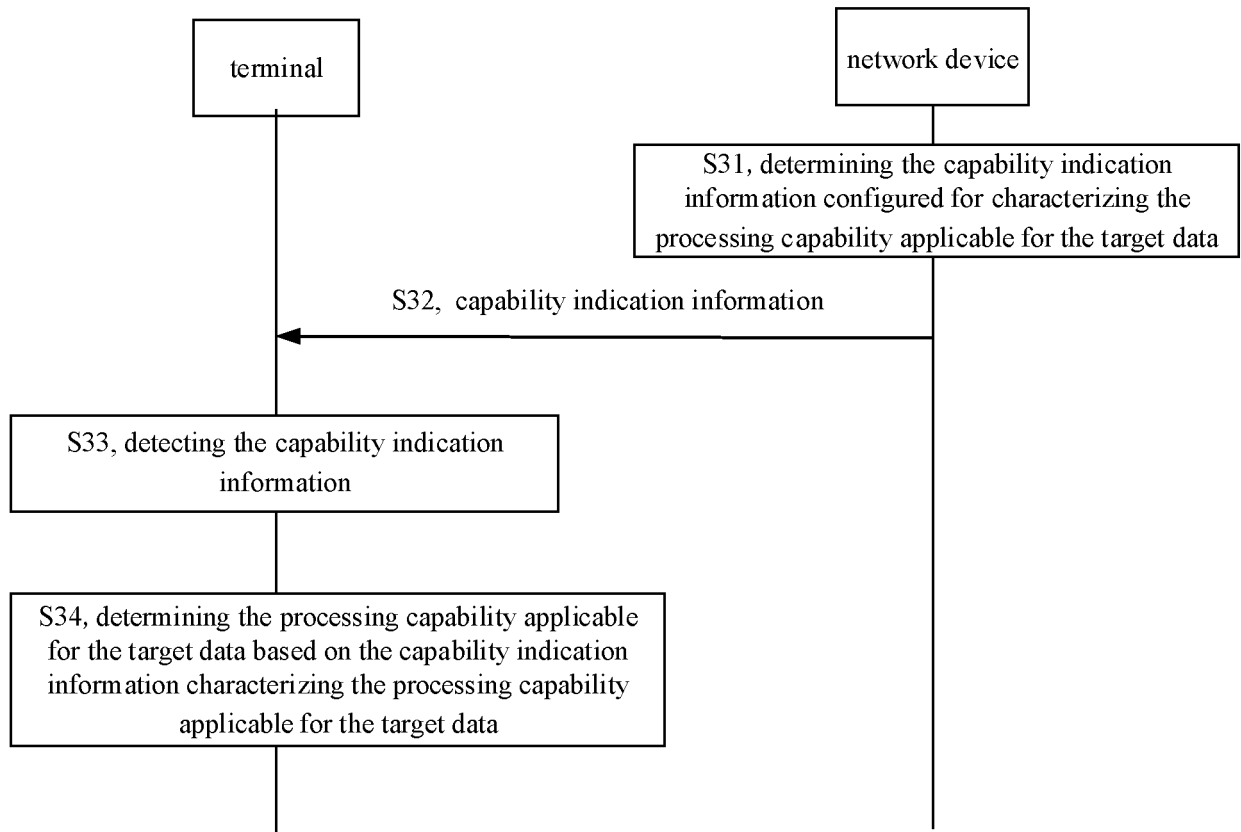 terminal
network device
S31, determining the capability indication
information configured for characterizing the
processing capability applicable for the target data
S32, capability indication information
S33, detecting the capability indication
information
S34, determining the processing capability applicable
for the target data based on the capability indication
information characterizing the processing capability
applicable for the target data